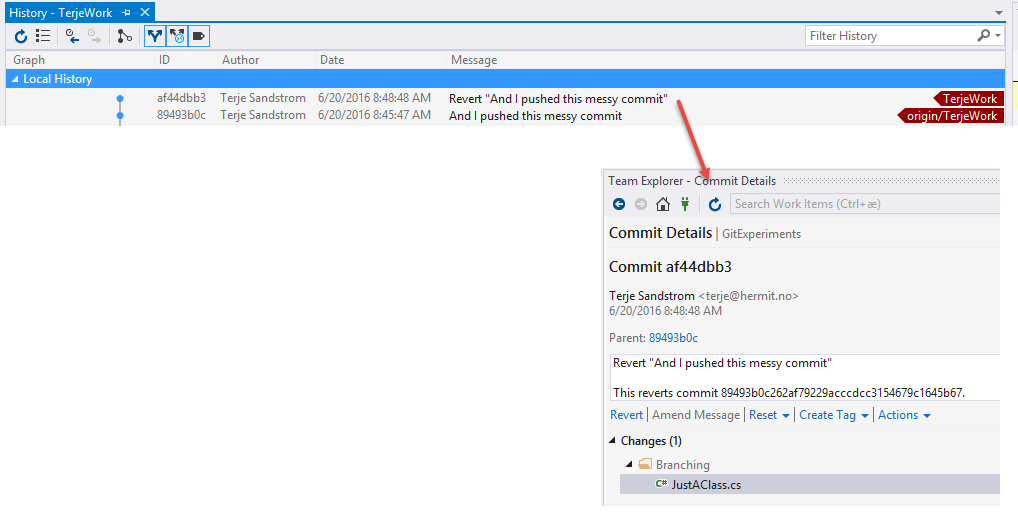 History - TerjeWork
Filter History
Graph ID Author Date Message
Local History
af44dbb3 Terje Sandstrom 6/20/2016 8:48:48 AM Revert "And I pushed this messy commit" TerjeWork
89493b0c Terje Sandstrom 6/20/2016 8:45:47 AM And I pushed this messy commit origin/TerjeWork
Team Explorer - Commit Details
Search Work Items (Ctrl+æ)
Commit Details | GitExperiments
Commit af44dbb3
Terje Sandstrom <terje@hermit.no>
6/20/2016 8:48:48 AM
Parent: 89493b0c
Revert "And I pushed this messy commit"
This reverts commit 89493b0c262af79229acccdcc3154679c1645b67.
Revert | Amend Message | Reset | Create Tag | Actions
Changes (1)
Branching
C# JustAClass.cs